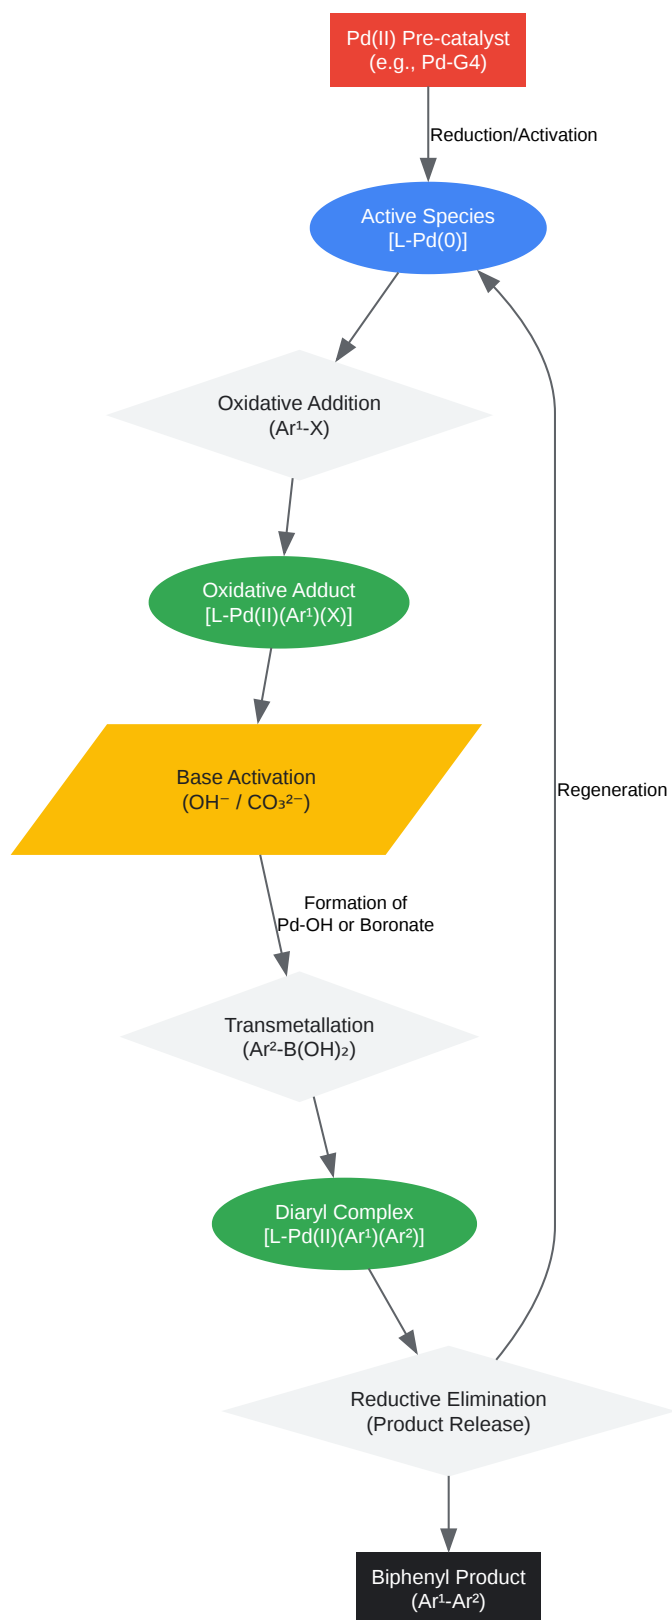 Pd(II) Pre-catalyst
(e.g., Pd-G4)
Reduction/Activation
Active Species
[L-Pd(0)]
Oxidative Addition
(Ar¹-X)
Oxidative Adduct
[L-Pd(II)(Ar¹)(X)]
Base Activation
(OH⁻ / CO₃²⁻)
Regeneration
Formation of
Pd-OH or Boronate
Transmetallation
(Ar²-B(OH)₂)
Diaryl Complex
[L-Pd(II)(Ar¹)(Ar²)]
Reductive Elimination
(Product Release)
Biphenyl Product
(Ar¹-Ar²)